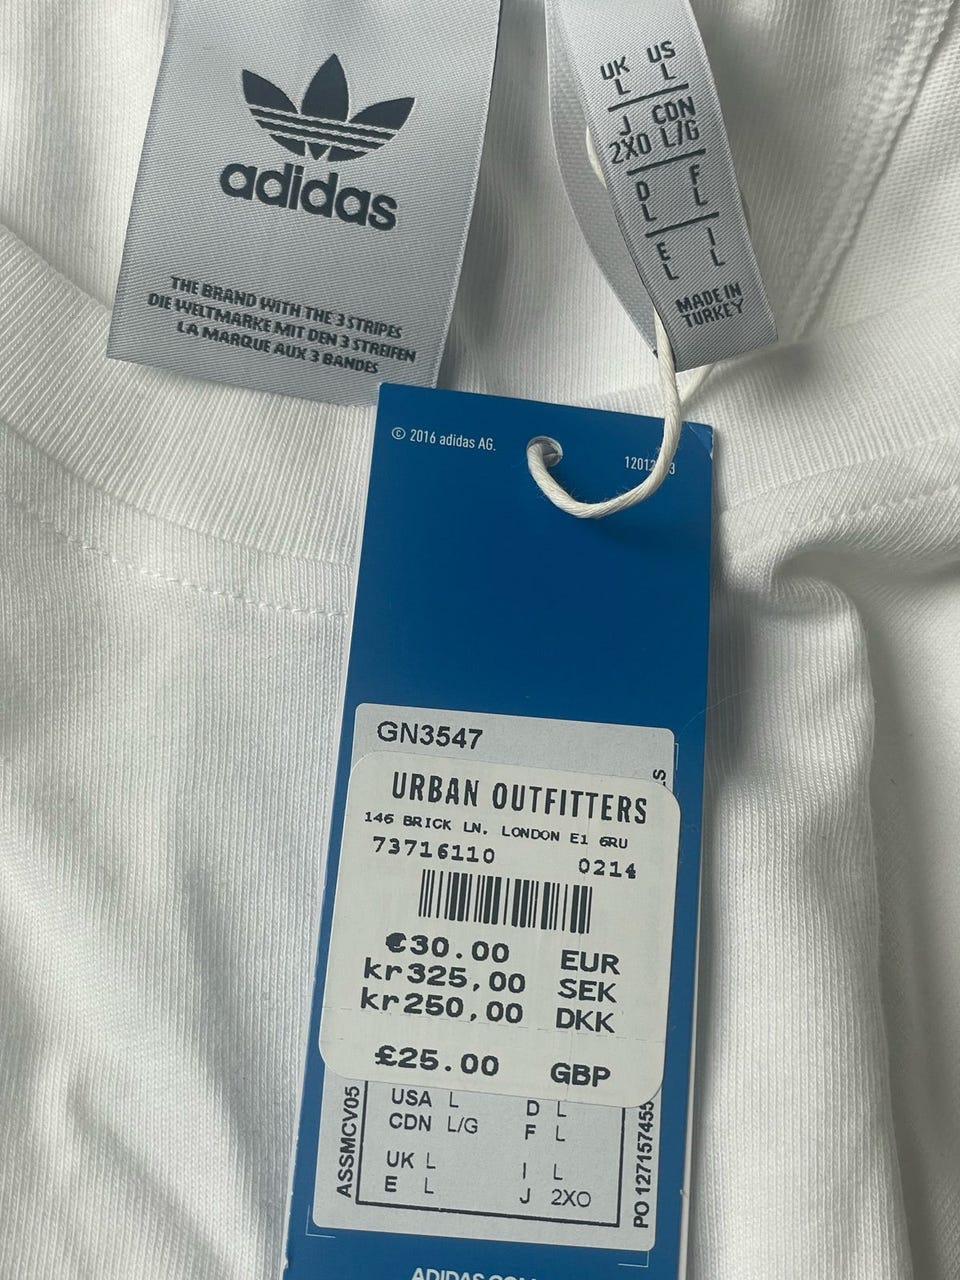 adidas
THE BRAND WITH THE 3 STRIPES
DIE WELTMARKE MIT DEN 3 STREIFEN
LA MARQUE AUX 3 BANDES
UK US
L L
J CDN
2XO L/G
D F
L L
E I
L L
MADE IN
TURKEY
© 2016 adidas AG.
GN3547
URBAN OUTFITTERS
146 BRICK LN, LONDON E1 6RU
73716110 0214
€30.00 EUR
kr325,00 SEK
kr250,00 DKK
£25.00 GBP
USA L D L
CDN L/G F L
UK L I L
E L J 2XO
ASSMCV05
PO 127157455